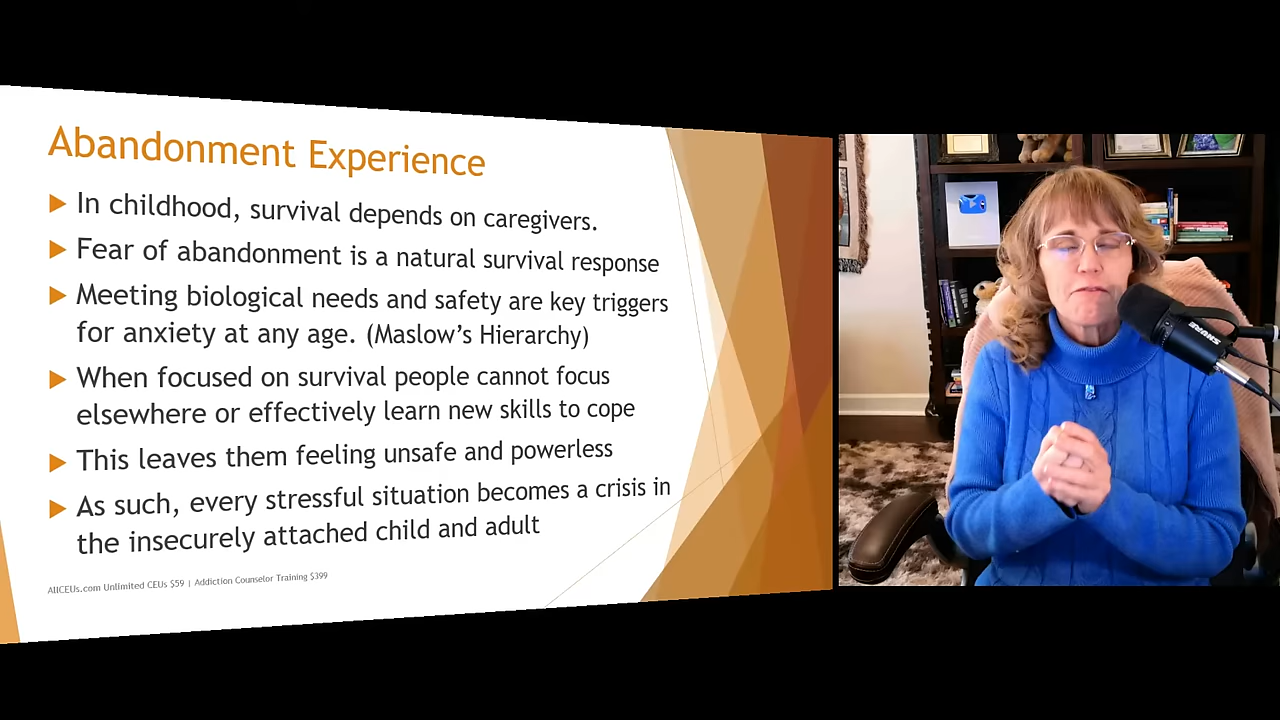 Abandonment Experience
In childhood, survival depends on caregivers.
Fear of abandonment is a natural survival response
Meeting biological needs and safety are key triggers
for anxiety at any age. (Maslow's Hierarchy)
When focused on survival people cannot focus
elsewhere or effectively learn new skills to cope
This leaves them feeling unsafe and powerless
As such, every stressful situation becomes a crisis in
the insecurely attached child and adult
AllCEUs.com Unlimited CEUs $59 | Addiction Counselor Training $399
SHURE